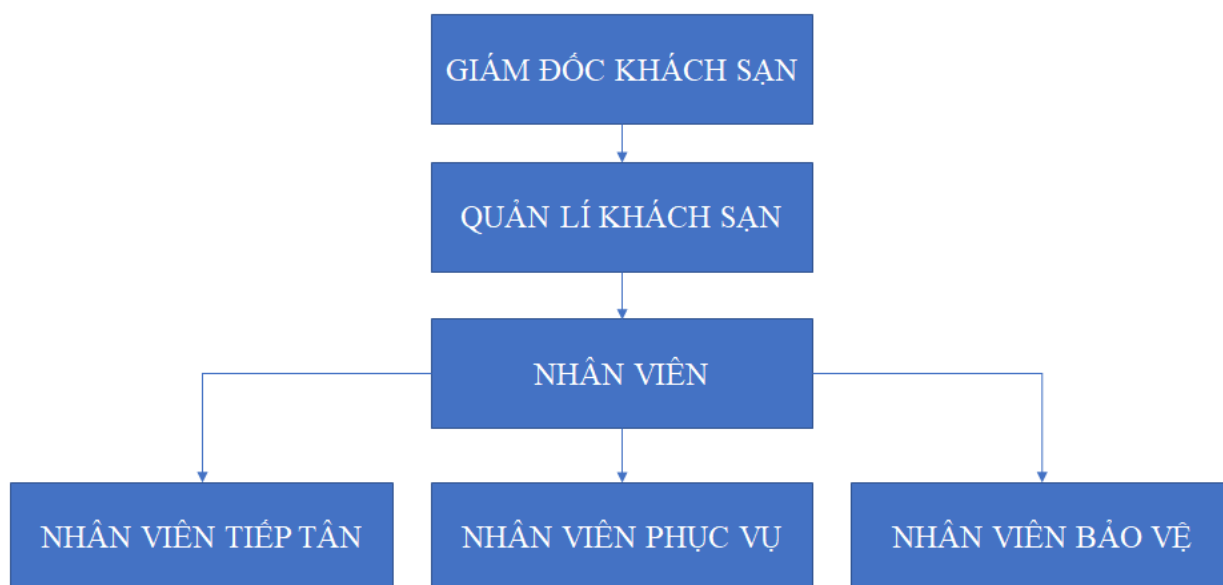 GIÁM ĐỐC KHÁCH SẠN
QUẢN LÍ KHÁCH SẠN
NHÂN VIÊN
NHÂN VIÊN TIẾP TÂN
NHÂN VIÊN PHỤC VỤ
NHÂN VIÊN BẢO VỆ